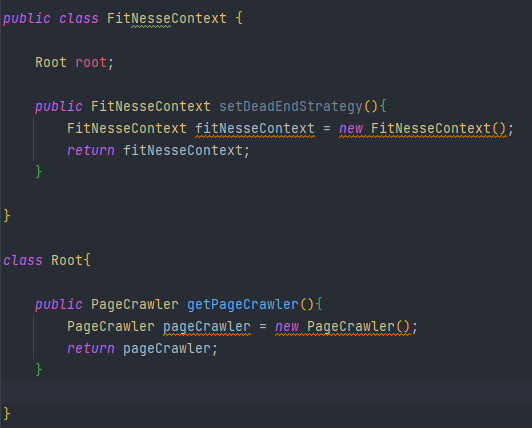 public class FitNesseContext {
Root root;
public FitNesseContext setDeadEndStrategy(){
FitNesseContext fitNesseContext = new FitNesseContext();
return fitNesseContext;
}
}
class Root{
public PageCrawler getPageCrawler(){
PageCrawler pageCrawler = new PageCrawler();
return pageCrawler;
}
}